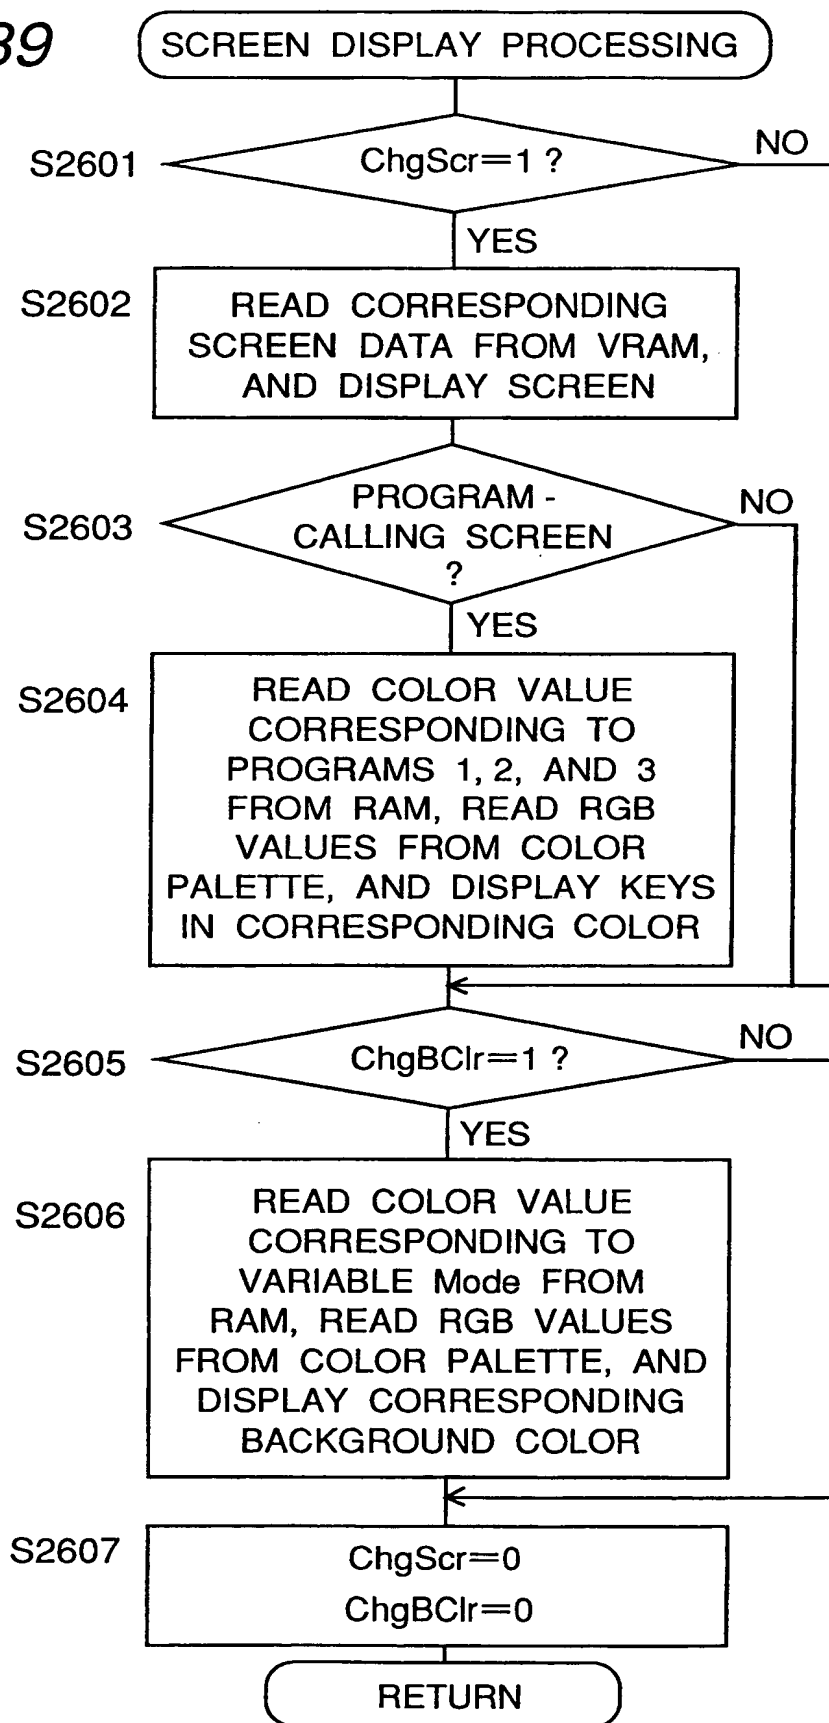 39
SCREEN DISPLAY PROCESSING
S2601
ChgScr=1 ?
NO
YES
S2602
READ CORRESPONDING
SCREEN DATA FROM VRAM,
AND DISPLAY SCREEN
S2603
PROGRAM -
CALLING SCREEN
?
NO
YES
S2604
READ COLOR VALUE
CORRESPONDING TO
PROGRAMS 1, 2, AND 3
FROM RAM, READ RGB
VALUES FROM COLOR
PALETTE, AND DISPLAY KEYS
IN CORRESPONDING COLOR
S2605
ChgBClr=1 ?
NO
YES
S2606
READ COLOR VALUE
CORRESPONDING TO
VARIABLE Mode FROM
RAM, READ RGB VALUES
FROM COLOR PALETTE, AND
DISPLAY CORRESPONDING
BACKGROUND COLOR
S2607
ChgScr=0
ChgBClr=0
RETURN